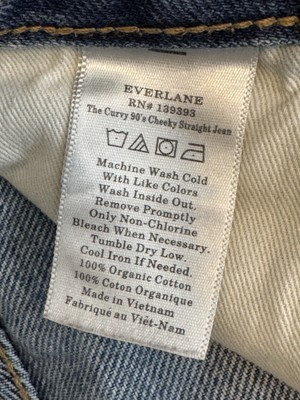 EVERLANE
RN# 139393
The Curvy 90's Cheeky Straight Jean
Machine Wash Cold
With Like Colors
Wash Inside Out.
Remove Promptly
Only Non-Chlorine
Bleach When Necessary.
Tumble Dry Low.
Cool Iron If Needed.
100% Organic Cotton
100% Coton Organique
Made in Vietnam
Fabriqué au Việt-Nam